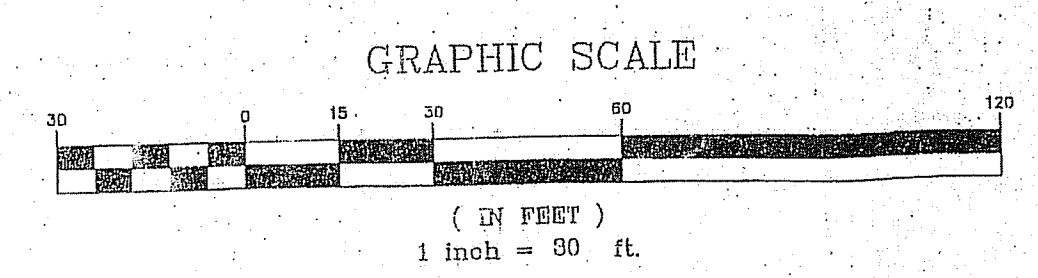 GRAPHIC SCALE
30 0 15 30 60 120
( IN FEET )
1 inch = 30 ft.